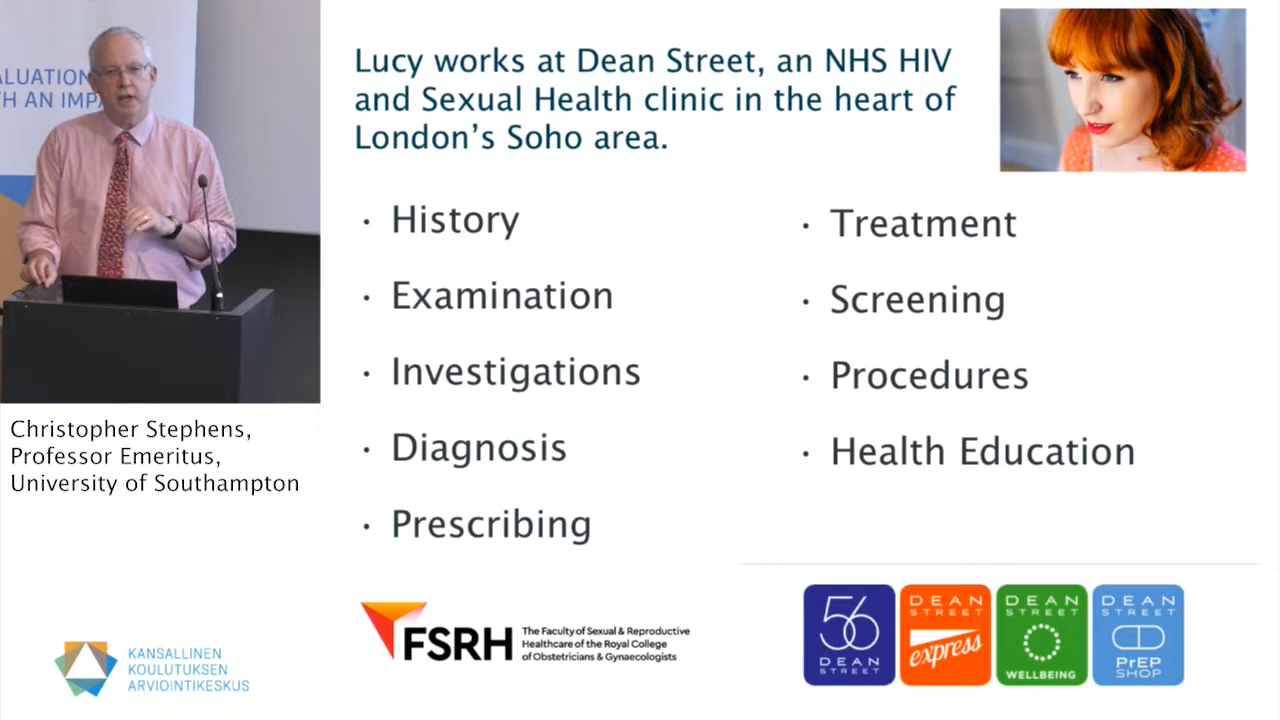 Lucy works at Dean Street, an NHS HIV
and Sexual Health clinic in the heart of
London's Soho area.
· History
· Examination
· Investigations
· Diagnosis
· Prescribing
· Treatment
· Screening
· Procedures
· Health Education
Christopher Stephens,
Professor Emeritus,
University of Southampton
KANSALLINEN
KOULUTUKSEN
ARVIOINTIKESKUS
FSRH
The Faculty of Sexual & Reproductive
Healthcare of the Royal College
of Obstetricians & Gynaecologists
56
DEAN
STREET
DEAN
STREET
express
DEAN
STREET
WELLBEING
DEAN
STREET
PrEP
SHOP